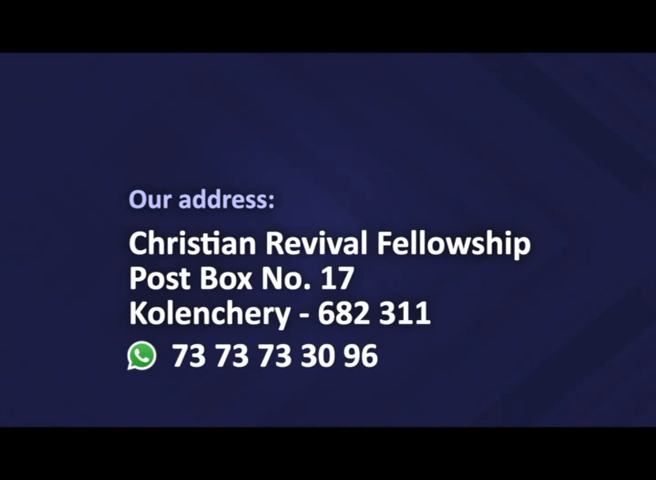 Our address:
Christian Revival Fellowship
Post Box No. 17
Kolenchery - 682 311
73 73 73 30 96